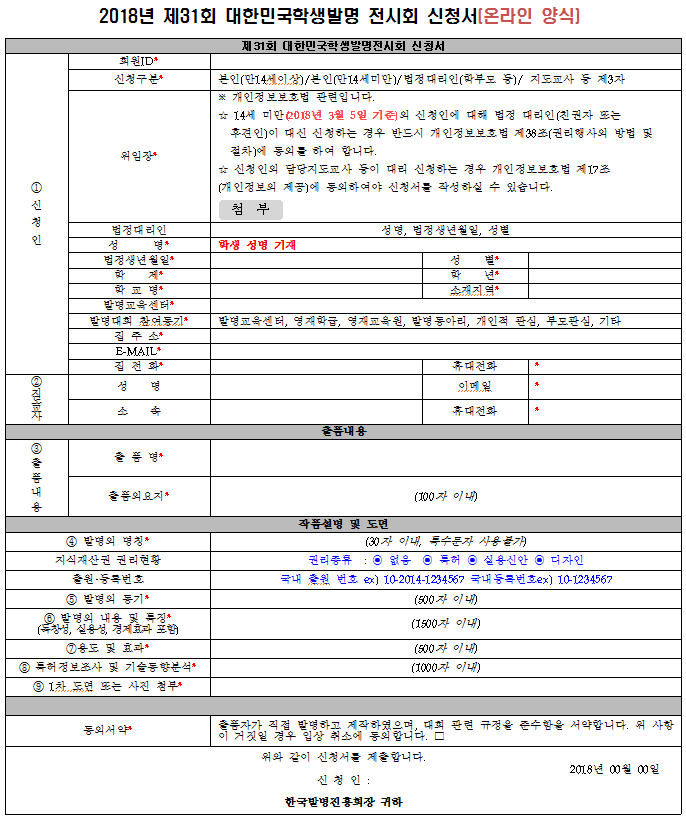 2018년 제31회 대한민국학생발명 전시회 신청서(온라인 양식)
제31회 대한민국학생발명전시회 신청서
① 신청인
회원ID*
신청구분* 본인(만14세이상)/본인(만14세미만)/법정대리인(학부모 등)/ 지도교사 등 제3자
위임장*
※ 개인정보보호법 관련입니다.
☆ 14세 미만(2018년 3월 5일 기준)의 신청인에 대해 법정 대리인(친권자 또는
후견인)이 대신 신청하는 경우 반드시 개인정보보호법 제38조(권리행사의 방법 및
절차)에 동의를 하여 합니다.
☆ 신청인의 담당지도교사 등이 대리 신청하는 경우 개인정보보호법 제17조
(개인정보의 제공)에 동의하여야 신청서를 작성하실 수 있습니다.
첨 부
법정대리인 성명, 법정생년월일, 성별
성 명* 학생 성명 기재
법정생년월일* 성 별*
학 제* 학 년*
학 교 명* 소재지역*
발명교육센터*
발명대회 참여동기* 발명교육센터, 영재학급, 영재교육원, 발명동아리, 개인적 관심, 부모관심, 기타
집 주 소*
E-MAIL*
집 전 화* 휴대전화 *
② 지도교사
성 명 이메일 *
소 속 휴대전화 *
출품내용
③ 출품내용
출 품 명*
출품의요지* (100자 이내)
작품설명 및 도면
④ 발명의 명칭* (30자 이내, 특수문자 사용불가)
지식재산권 권리현황 권리종류 : ◉ 없음 ◉ 특허 ◉ 실용신안 ◉ 디자인
출원·등록번호 국내 출원 번호 ex) 10-2014-1234567 국내등록번호ex) 10-1234567
⑤ 발명의 동기* (500자 이내)
⑥ 발명의 내용 및 특징* (1500자 이내)
(독창성, 실용성, 경제효과 포함)
⑦용도 및 효과* (500자 이내)
⑧ 특허정보조사 및 기술동향분석* (1000자 이내)
⑨ 1차 도면 또는 사진 첨부*
동의서약* 출품자가 직접 발명하고 제작하였으며, 대회 관련 규정을 준수함을 서약합니다. 위 사항
이 거짓일 경우 입상 취소에 동의합니다. □
위와 같이 신청서를 제출합니다.
2018년 00월 00일
신 청 인 :
한국발명진흥회장 귀하